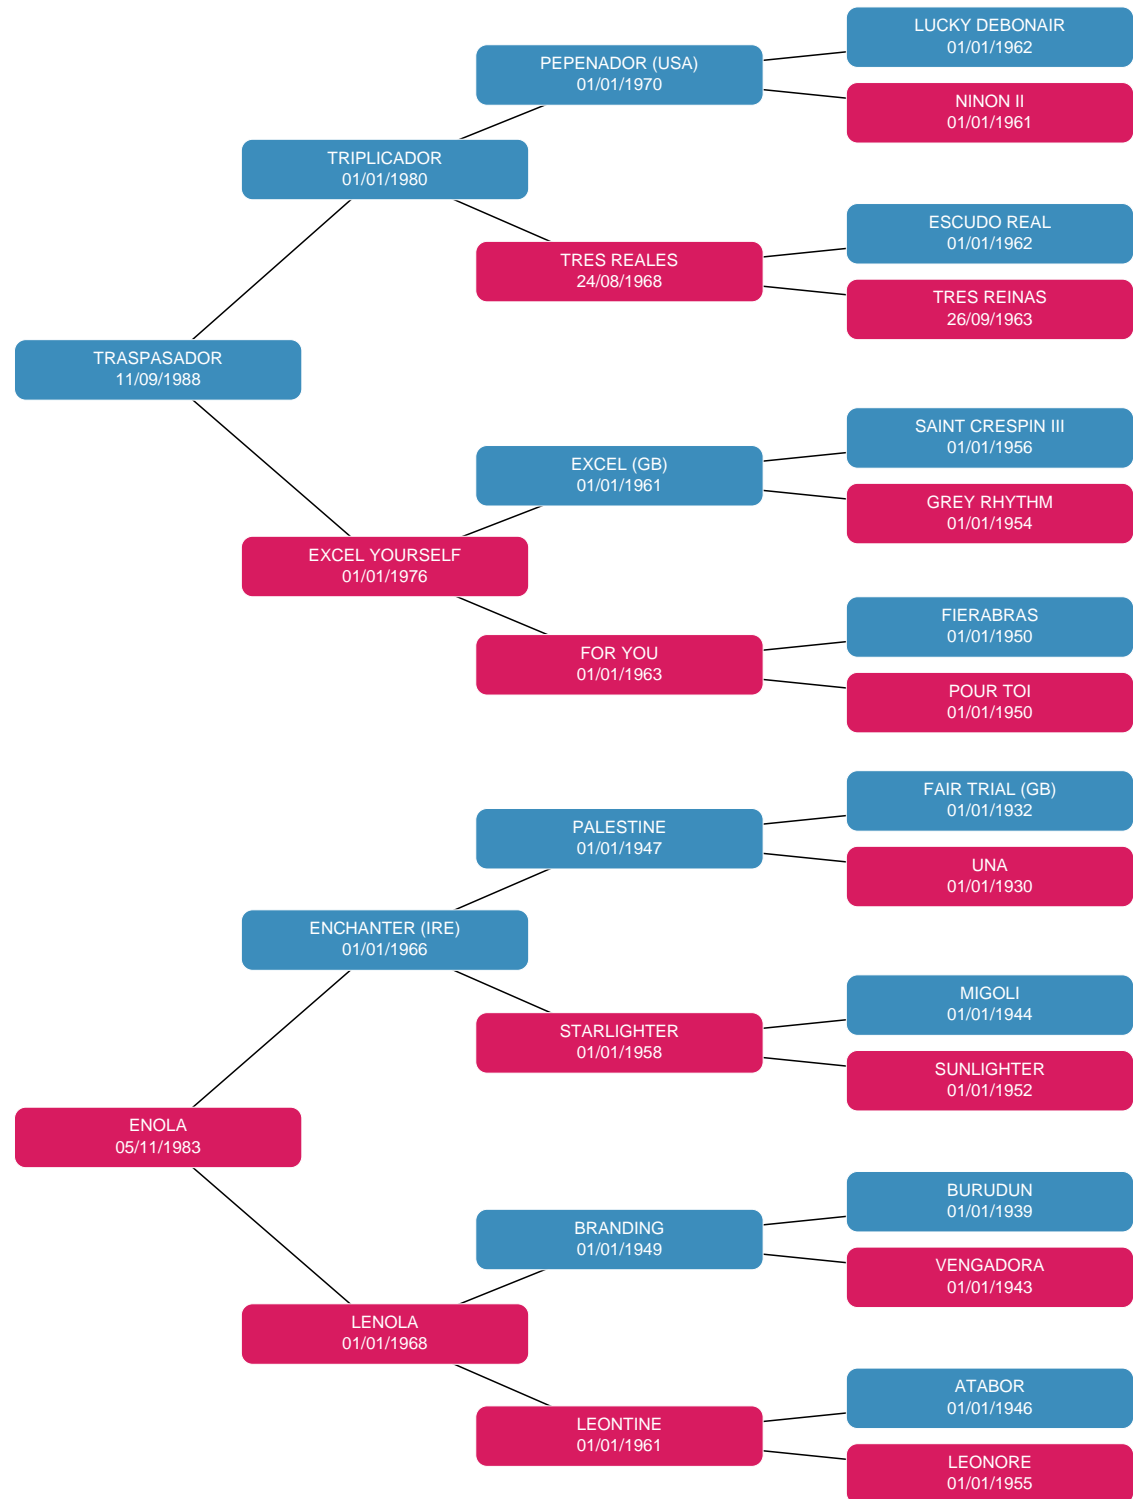 LUCKY DEBONAIR
01/01/1962
PEPENADOR (USA)
01/01/1970
NINON II
01/01/1961
TRIPLICADOR
01/01/1980
ESCUDO REAL
01/01/1962
TRES REALES
24/08/1968
TRES REINAS
26/09/1963
TRASPASADOR
11/09/1988
SAINT CRESPIN III
01/01/1956
EXCEL (GB)
01/01/1961
GREY RHYTHM
01/01/1954
EXCEL YOURSELF
01/01/1976
FIERABRAS
01/01/1950
FOR YOU
01/01/1963
POUR TOI
01/01/1950
FAIR TRIAL (GB)
01/01/1932
PALESTINE
01/01/1947
UNA
01/01/1930
ENCHANTER (IRE)
01/01/1966
MIGOLI
01/01/1944
STARLIGHTER
01/01/1958
SUNLIGHTER
01/01/1952
ENOLA
05/11/1983
BURUDUN
01/01/1939
BRANDING
01/01/1949
VENGADORA
01/01/1943
LENOLA
01/01/1968
ATABOR
01/01/1946
LEONTINE
01/01/1961
LEONORE
01/01/1955